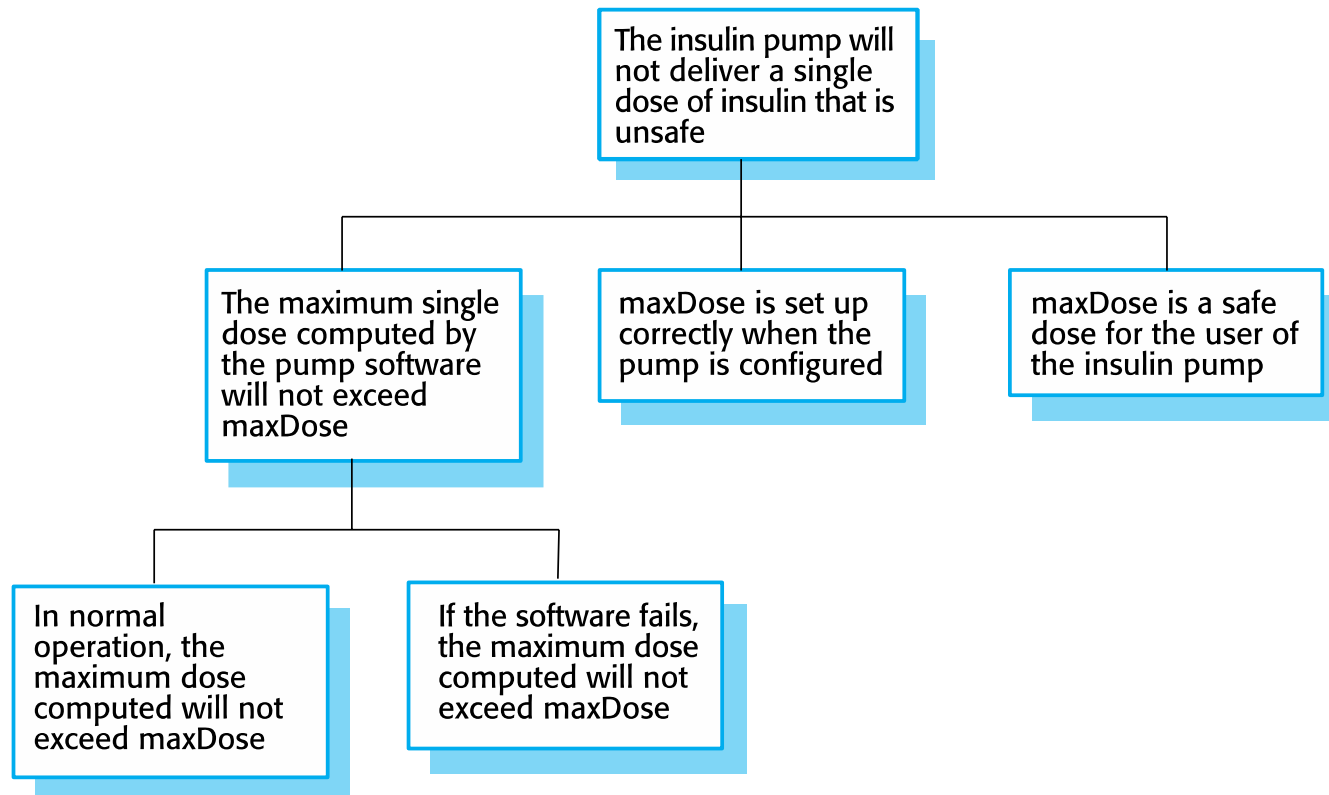 The insulin pump will
not deliver a single
dose of insulin that is
unsafe
The maximum single
dose computed by
the pump software
will not exceed
maxDose
maxDose is set up
correctly when the
pump is configured
maxDose is a safe
dose for the user of
the insulin pump
In normal
operation, the
maximum dose
computed will not
exceed maxDose
If the software fails,
the maximum dose
computed will not
exceed maxDose